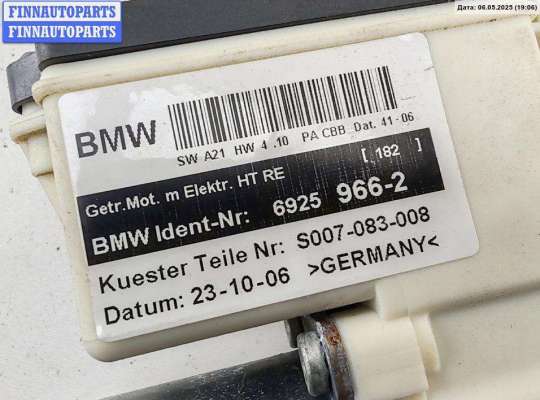 FINNAUTOPARTS
FINNAUTOPARTS
Дата: 06.05.2025 (19:06)
BMW
SW A21 HW 4.10 PA CBB Dat. 41-06
Getr.Mot. m Elektr. HT RE [ 182 ]
BMW Ident-Nr: 6925 966-2
Kuester Teile Nr: S007-083-008
Datum: 23-10-06 >GERMANY<